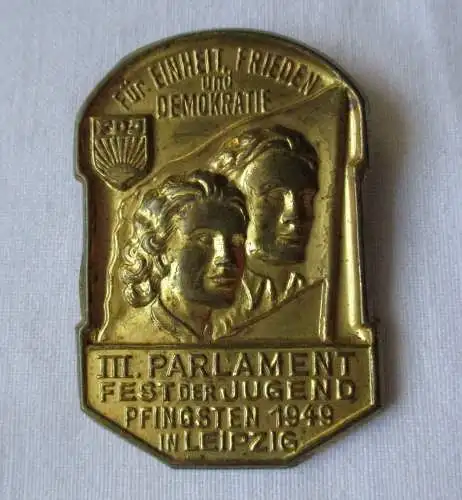 FÜR EINHEIT, FRIEDEN
UND
DEMOKRATIE
FDJ
III. PARLAMENT
FEST DER JUGEND
PFINGSTEN 1949
IN LEIPZIG